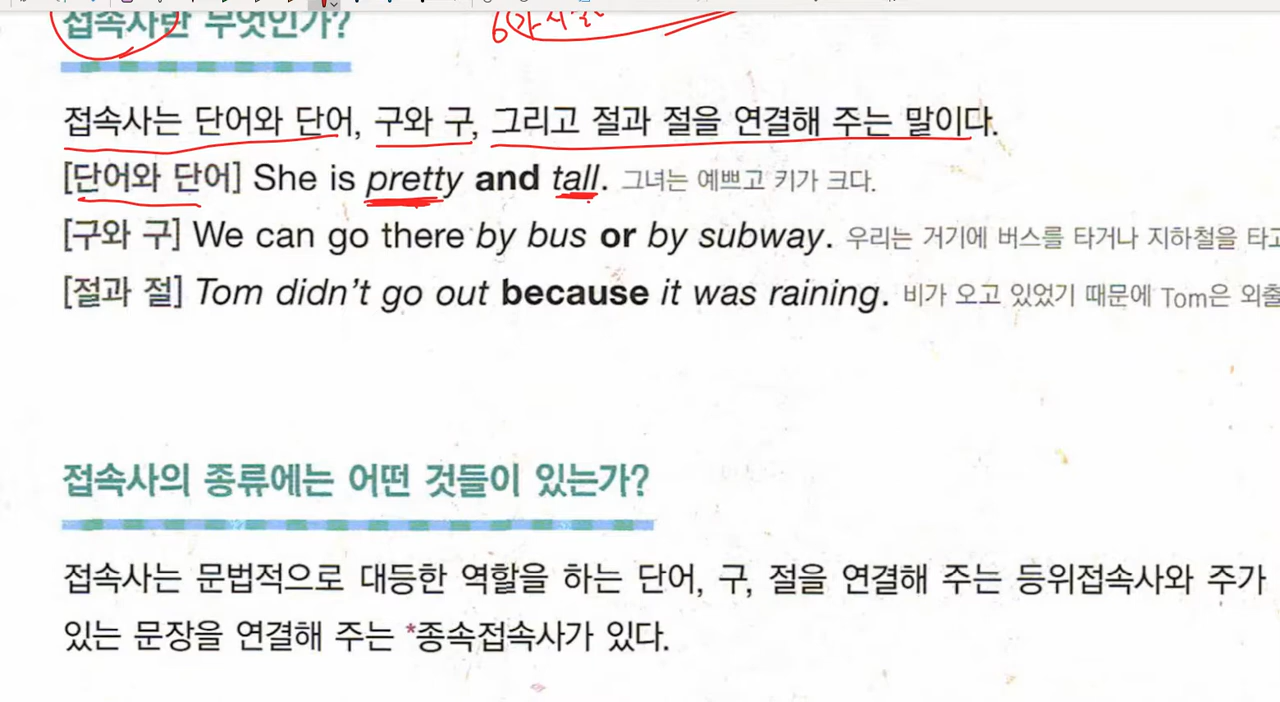 접속사란 무엇인가?
접속사는 단어와 단어, 구와 구, 그리고 절과 절을 연결해 주는 말이다.
[단어와 단어] She is pretty and tall. 그녀는 예쁘고 키가 크다.
[구와 구] We can go there by bus or by subway. 우리는 거기에 버스를 타거나 지하철을 타고
[절과 절] Tom didn't go out because it was raining. 비가 오고 있었기 때문에 Tom은 외출
접속사의 종류에는 어떤 것들이 있는가?
접속사는 문법적으로 대등한 역할을 하는 단어, 구, 절을 연결해 주는 등위접속사와 주가
있는 문장을 연결해 주는 *종속접속사가 있다.